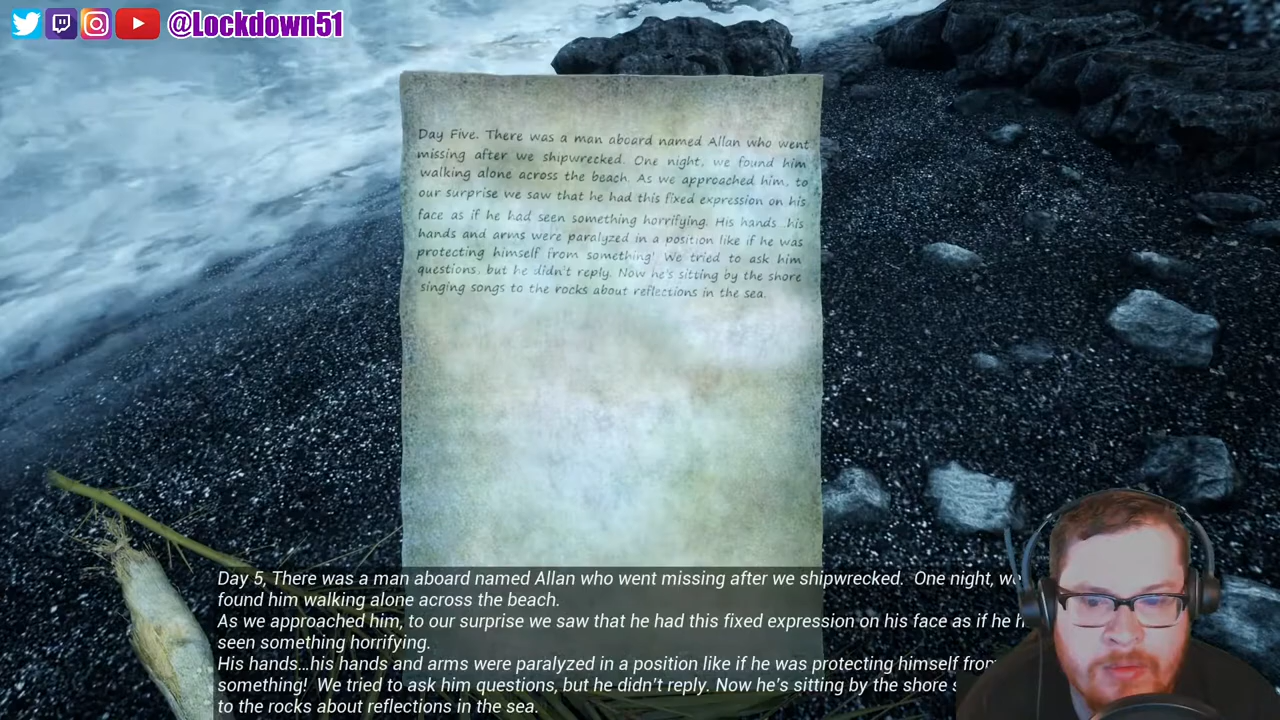 @Lockdown51
Day Five. There was a man aboard named Allan who went
missing after we shipwrecked. One night, we found him
walking alone across the beach. As we approached him, to
our surprise we saw that he had this fixed expression on his
face as if he had seen something horrifying. His hands...his
hands and arms were paralyzed in a position like if he was
protecting himself from something! We tried to ask him
questions, but he didn't reply. Now he's sitting by the shore
singing songs to the rocks about reflections in the sea.
Day 5, There was a man aboard named Allan who went missing after we shipwrecked. One night, we
found him walking alone across the beach.
As we approached him, to our surprise we saw that he had this fixed expression on his face as if he h
seen something horrifying.
His hands...his hands and arms were paralyzed in a position like if he was protecting himself from
something! We tried to ask him questions, but he didn't reply. Now he's sitting by the shore s
to the rocks about reflections in the sea.